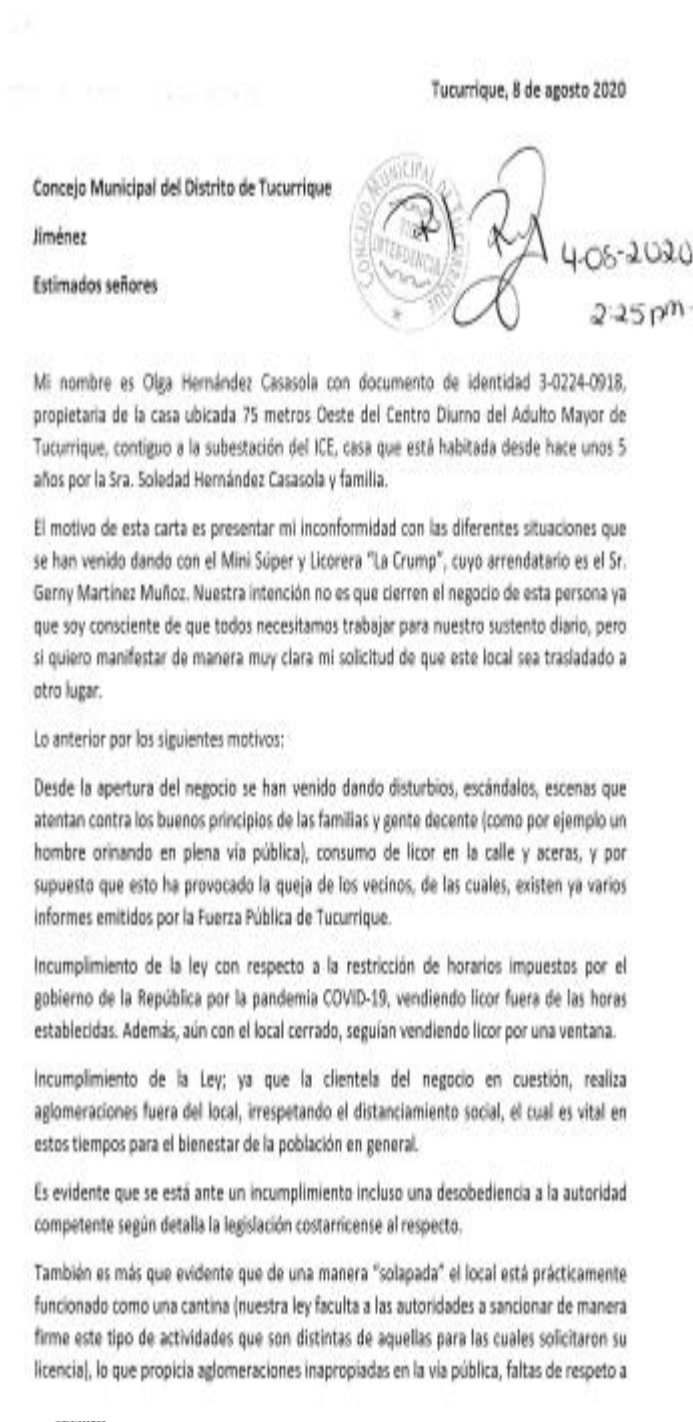 Tucurrique, 8 de agosto 2020
Concejo Municipal del Distrito de Tucurrique
Jiménez
Estimados señores
CONCEJO MUNICIPAL DE TUCURRIQUE
INTENDENCIA
4-08-2020
2:25 pm.
Mi nombre es Olga Hernández Casasola con documento de identidad 3-0224-0918,
propietaria de la casa ubicada 75 metros Oeste del Centro Diurno del Adulto Mayor de
Tucurrique, contiguo a la subestación del ICE, casa que está habitada desde hace unos 5
años por la Sra. Soledad Hernández Casasola y familia.
El motivo de esta carta es presentar mi inconformidad con las diferentes situaciones que
se han venido dando con el Mini Súper y Licorera "La Crump", cuyo arrendatario es el Sr.
Gerny Martínez Muñoz. Nuestra intención no es que cierren el negocio de esta persona ya
que soy consciente de que todos necesitamos trabajar para nuestro sustento diario, pero
si quiero manifestar de manera muy clara mi solicitud de que este local sea trasladado a
otro lugar.
Lo anterior por los siguientes motivos:
Desde la apertura del negocio se han venido dando disturbios, escándalos, escenas que
atentan contra los buenos principios de las familias y gente decente (como por ejemplo un
hombre orinando en plena vía pública), consumo de licor en la calle y aceras, y por
supuesto que esto ha provocado la queja de los vecinos, de las cuales, existen ya varios
informes emitidos por la Fuerza Pública de Tucurrique.
Incumplimiento de la ley con respecto a la restricción de horarios impuestos por el
gobierno de la República por la pandemia COVID-19, vendiendo licor fuera de las horas
establecidas. Además, aún con el local cerrado, seguían vendiendo licor por una ventana.
Incumplimiento de la Ley; ya que la clientela del negocio en cuestión, realiza
aglomeraciones fuera del local, irrespetando el distanciamiento social, el cual es vital en
estos tiempos para el bienestar de la población en general.
Es evidente que se está ante un incumplimiento incluso una desobediencia a la autoridad
competente según detalla la legislación costarricense al respecto.
También es más que evidente que de una manera "solapada" el local está prácticamente
funcionado como una cantina (nuestra ley faculta a las autoridades a sancionar de manera
firme este tipo de actividades que son distintas de aquellas para las cuales solicitaron su
licencia), lo que propicia aglomeraciones inapropiadas en la vía pública, faltas de respeto a